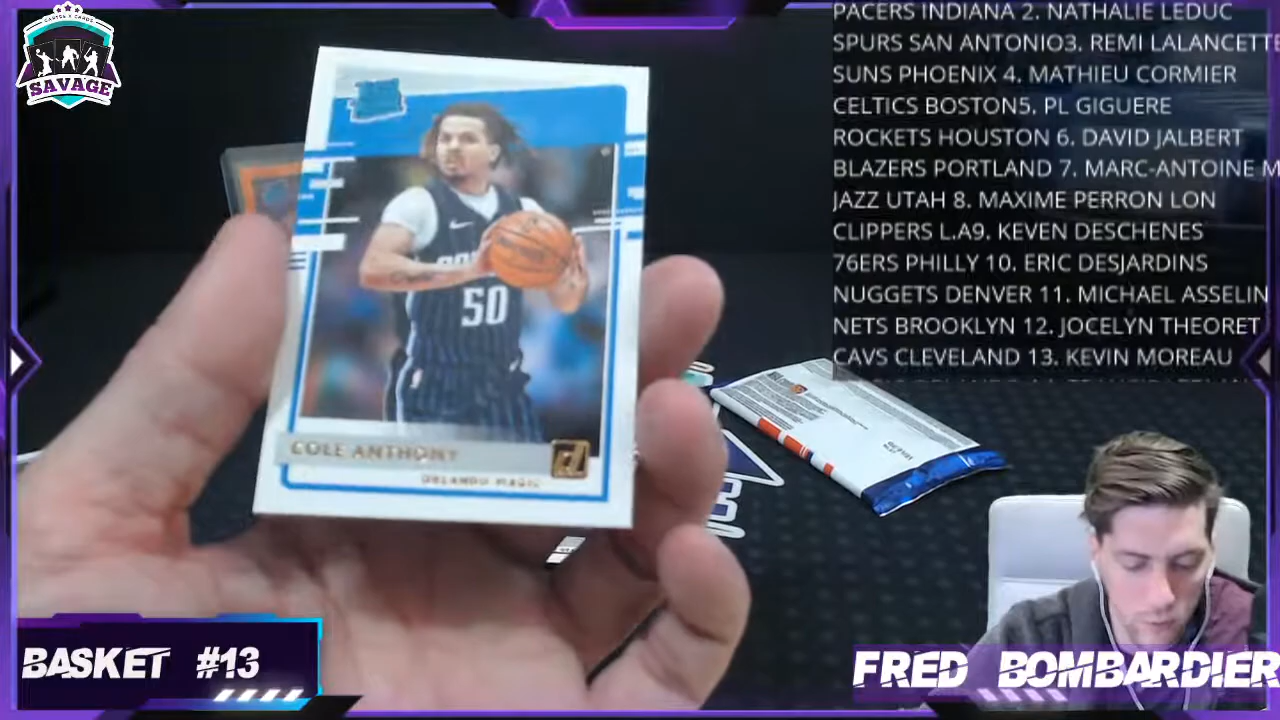 PACERS INDIANA 2. NATHALIE LEDUC
SPURS SAN ANTONIO3. REMI LALANCETTE
SUNS PHOENIX 4. MATHIEU CORMIER
CELTICS BOSTON5. PL GIGUERE
ROCKETS HOUSTON 6. DAVID JALBERT
BLAZERS PORTLAND 7. MARC-ANTOINE M
JAZZ UTAH 8. MAXIME PERRON LON
CLIPPERS L.A9. KEVEN DESCHENES
76ERS PHILLY 10. ERIC DESJARDINS
NUGGETS DENVER 11. MICHAEL ASSELIN
NETS BROOKLYN 12. JOCELYN THEORET
CAVS CLEVELAND 13. KEVIN MOREAU
SAVAGE
50
COLE ANTHONY
ORLANDO MAGIC
BASKET #13
FRED BOMBARDIER